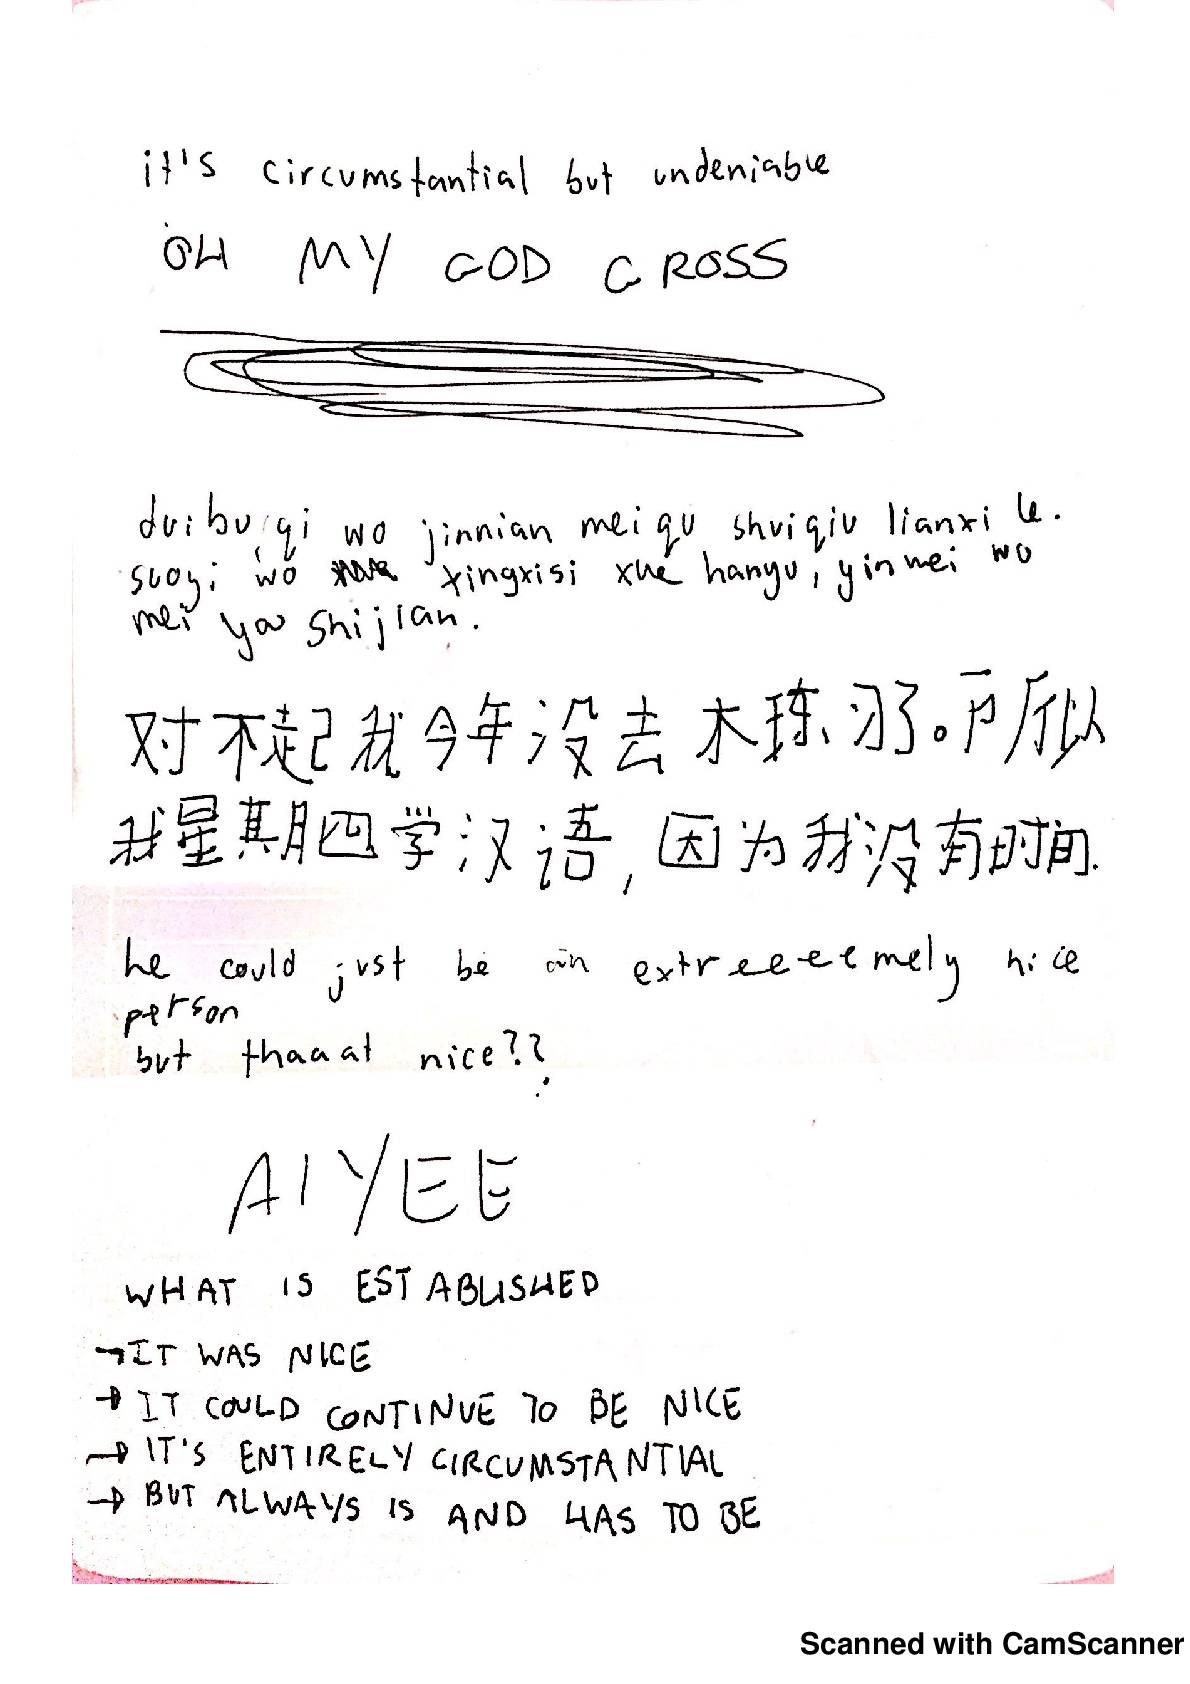 it's circumstantial but undeniable
OH MY GOD GROSS
duibuqi wo jinnian mei qu shuiqiu lianxi le.
suoyi wo xingxisi xue hanyu, yinwei wo
mei you shijian.
对不起我今年没去木球练习了。所以
我星期四学汉语,因为我没有时间.
he could just be an extreeeemely nice
person
but thaaat nice??
AIYEE
WHAT IS ESTABLISHED
→IT WAS NICE
→ IT COULD CONTINUE TO BE NICE
→ IT'S ENTIRELY CIRCUMSTANTIAL
→ BUT ALWAYS IS AND HAS TO BE
Scanned with CamScanner